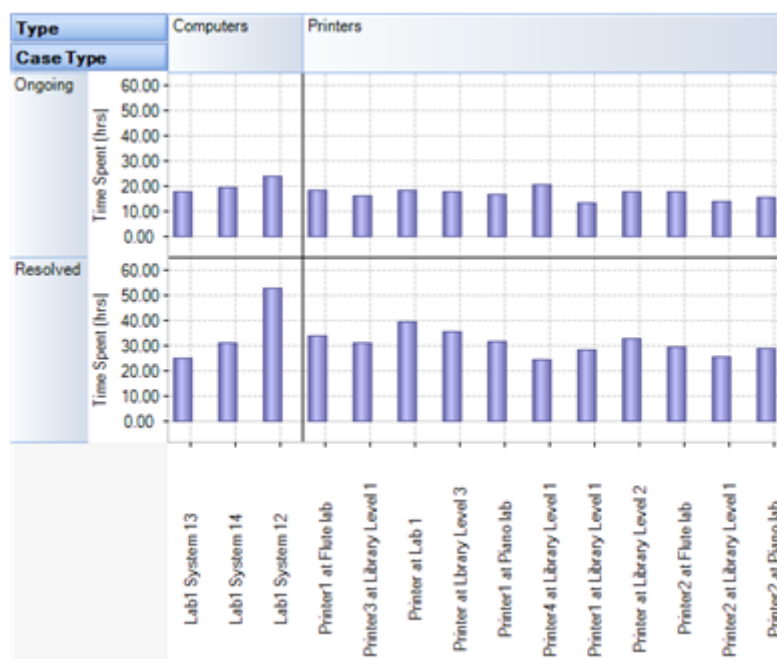 Type
Computers
Printers
Case Type
Ongoing
Time Spent (hrs)
60.00
50.00
40.00
30.00
20.00
10.00
0.00
Resolved
Time Spent (hrs)
60.00
50.00
40.00
30.00
20.00
10.00
0.00
Lab1 System 13
Lab1 System 14
Lab1 System 12
Printer1 at Flute lab
Printer3 at Library Level 1
Printer at Lab 1
Printer at Library Level 3
Printer1 at Piano lab
Printer4 at Library Level 1
Printer1 at Library Level 1
Printer at Library Level 2
Printer2 at Flute lab
Printer2 at Library Level 1
Printer2 at Piano lab